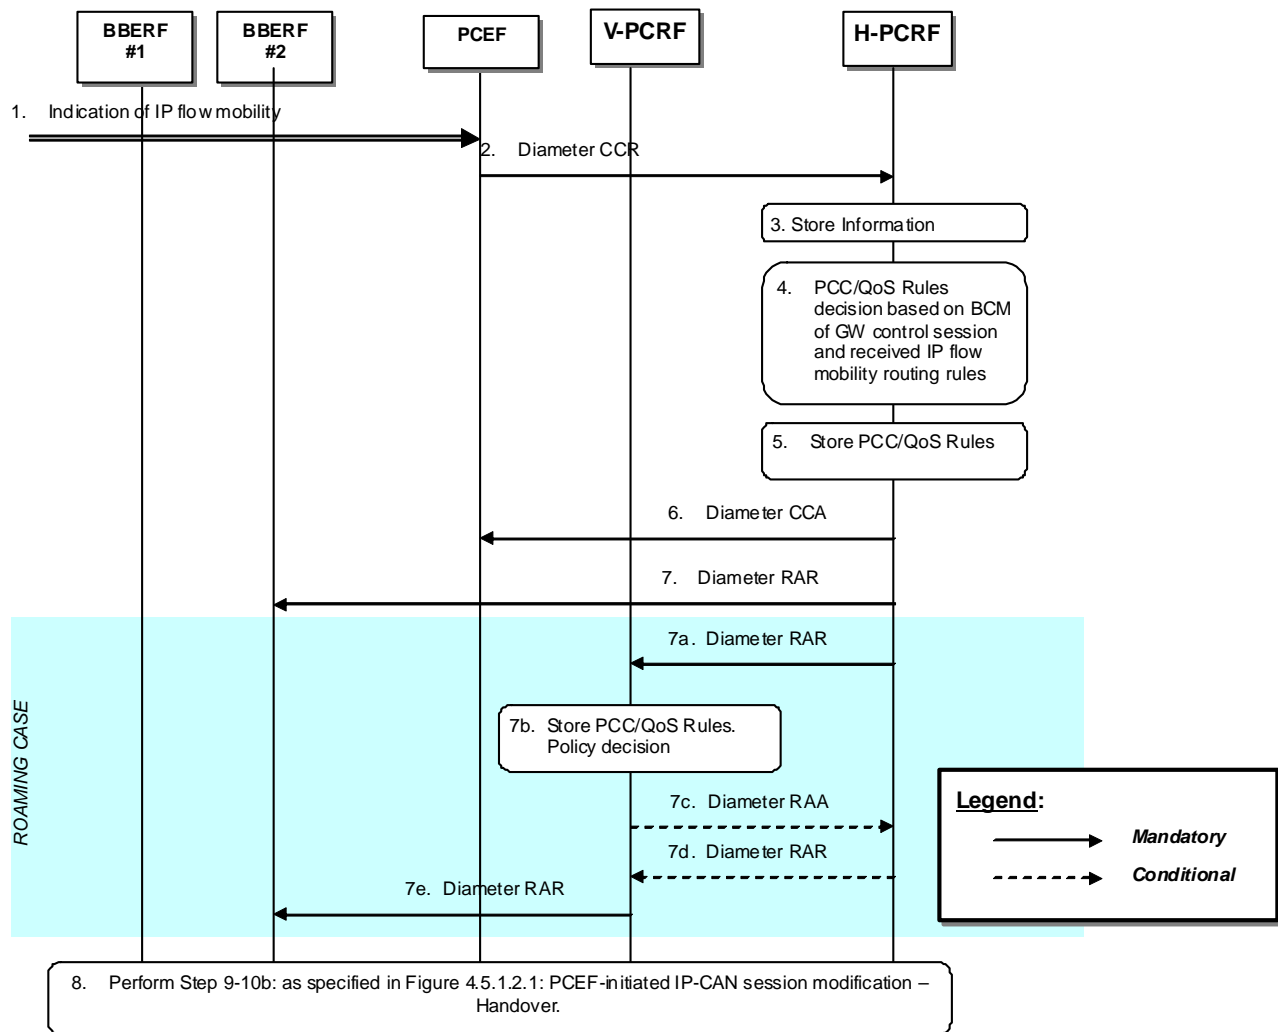 BBERF
#1
BBERF
#2
PCEF
V-PCRF
H-PCRF
1. Indication of IP flow mobility
2. Diameter CCR
3. Store Information
4. PCC/QoS Rules
decision based on BCM
of GW control session
and received IP flow
mobility routing rules
5. Store PCC/QoS Rules
6. Diameter CCA
7. Diameter RAR
7a. Diameter RAR
7b. Store PCC/QoS Rules.
Policy decision
ROAMING CASE
7c. Diameter RAA
7d. Diameter RAR
7e. Diameter RAR
Legend:
Mandatory
Conditional
8. Perform Step 9-10b: as specified in Figure 4.5.1.2.1: PCEF-initiated IP-CAN session modification –
Handover.